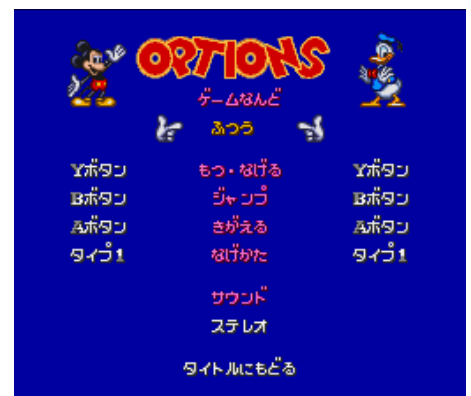 OPTIONS
ゲームなんど
ふつう
Yボタン もつ・なげる Yボタン
Bボタン ジャンプ Bボタン
Aボタン きがえる Aボタン
タイプ1 なげかた タイプ1
サウンド
ステレオ
タイトルにもどる